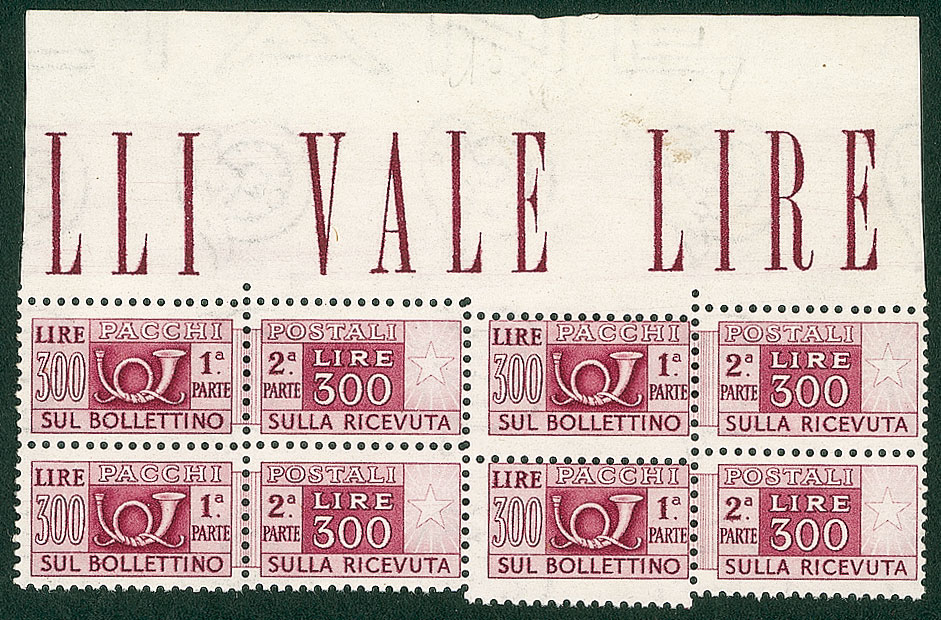 LLI VALE LIRE
LIRE PACCHI POSTALI LIRE PACCHI POSTALI
300 1ª PARTE 2ª PARTE LIRE 300 300 1ª PARTE 2ª PARTE LIRE 300
SUL BOLLETTINO SULLA RICEVUTA SUL BOLLETTINO SULLA RICEVUTA
LIRE PACCHI POSTALI LIRE PACCHI POSTALI
300 1ª PARTE 2ª PARTE LIRE 300 300 1ª PARTE 2ª PARTE LIRE 300
SUL BOLLETTINO SULLA RICEVUTA SUL BOLLETTINO SULLA RICEVUTA